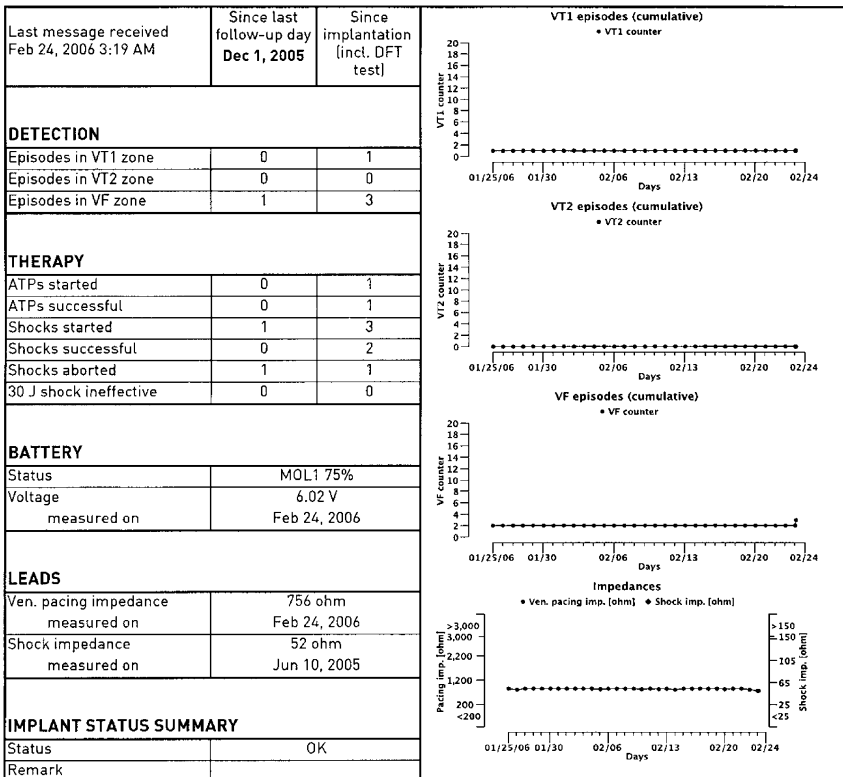 Last message received
Feb 24, 2006 3:19 AM
Since last
follow-up day
Dec 1, 2005
Since
implantation
(incl. DFT
test)
DETECTION
Episodes in VT1 zone 0 1
Episodes in VT2 zone 0 0
Episodes in VF zone 1 3
THERAPY
ATPs started 0 1
ATPs successful 0 1
Shocks started 1 3
Shocks successful 0 2
Shocks aborted 1 1
30 J shock ineffective 0 0
BATTERY
Status MOL1 75%
Voltage 6.02 V
measured on Feb 24, 2006
LEADS
Ven. pacing impedance 756 ohm
measured on Feb 24, 2006
Shock impedance 52 ohm
measured on Jun 10, 2005
IMPLANT STATUS SUMMARY
Status OK
Remark
VT1 episodes (cumulative)
• VT1 counter
VT1 counter
20
18
16
14
12
10
8
6
4
2
0
01/25/06 01/30 02/06 02/13 02/20 02/24
Days
VT2 episodes (cumulative)
• VT2 counter
VT2 counter
20
18
16
14
12
10
8
6
4
2
0
01/25/06 01/30 02/06 02/13 02/20 02/24
Days
VF episodes (cumulative)
• VF counter
VF counter
20
18
16
14
12
10
8
6
4
2
0
01/25/06 01/30 02/06 02/13 02/20 02/24
Days
Impedances
• Ven. pacing imp. [ohm] ◆ Shock imp. [ohm]
Pacing imp. [ohm]
>3,000
3,000
2,200
1,200
200
<200
>150
150
105
65
25
<25
Shock imp. [ohm]
01/25/06 01/30 02/06 02/13 02/20 02/24
Days